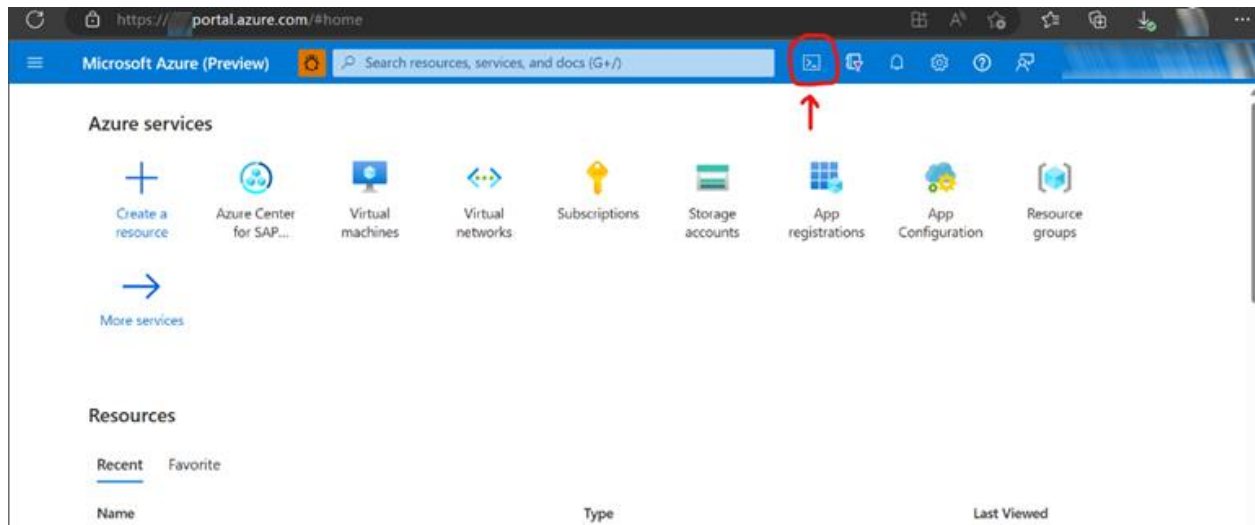 https:// portal.azure.com/#home
Microsoft Azure (Preview)
Search resources, services, and docs (G+/)
Azure services
Create a
resource
Azure Center
for SAP...
Virtual
machines
Virtual
networks
Subscriptions
Storage
accounts
App
registrations
App
Configuration
Resource
groups
More services
Resources
Recent Favorite
Name Type Last Viewed